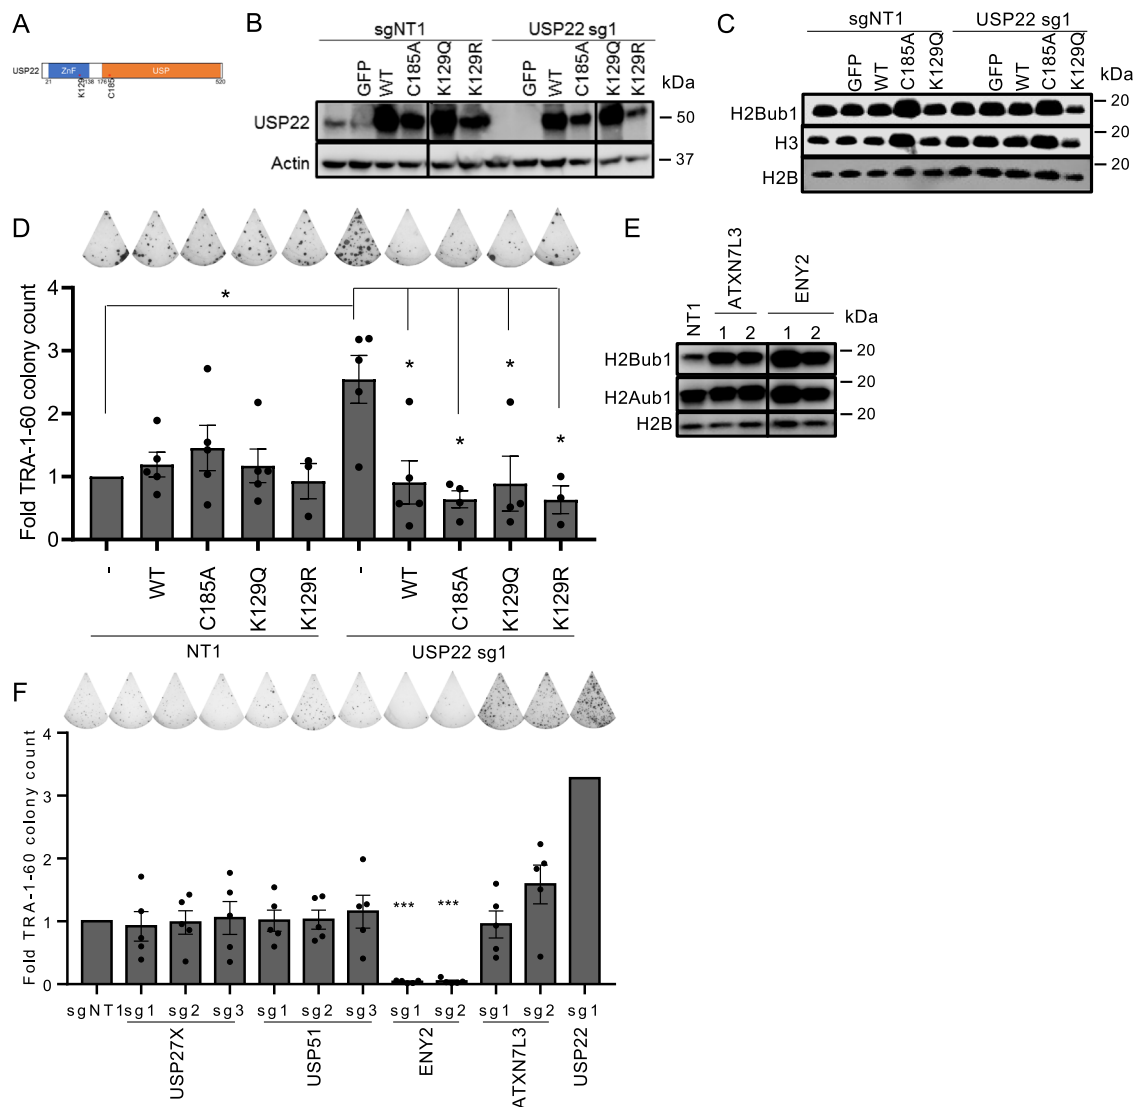 A
USP22
ZnF
USP
21
K129
138
176
C185
520
B
sgNT1
USP22 sg1
GFP
WT
C185A
K129Q
K129R
GFP
WT
C185A
K129Q
K129R
kDa
USP22
50
Actin
37
C
sgNT1
USP22 sg1
GFP
WT
C185A
K129Q
GFP
WT
C185A
K129Q
kDa
H2Bub1
20
H3
20
H2B
20
D
Fold TRA-1-60 colony count
4
3
2
1
0
*
*
*
*
*
-
WT
C185A
K129Q
K129R
-
WT
C185A
K129Q
K129R
NT1
USP22 sg1
E
NT1
ATXN7L3
ENY2
1 2
1 2
kDa
H2Bub1
20
H2Aub1
20
H2B
20
F
Fold TRA-1-60 colony count
4
3
2
1
0
***
***
sgNT1
sg1
sg2
sg3
sg1
sg2
sg3
sg1
sg2
sg1
sg2
sg1
USP27X
USP51
ENY2
ATXN7L3
USP22